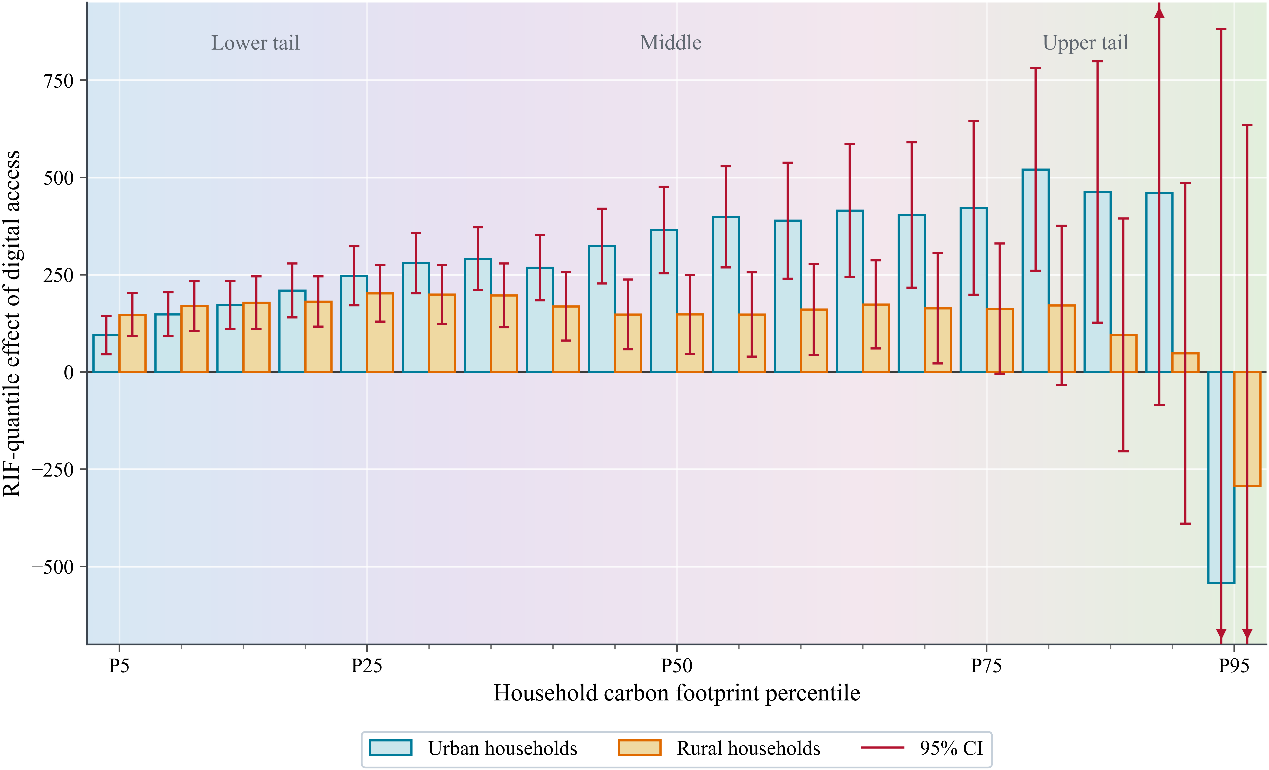 Lower tail Middle Upper tail
RIF-quantile effect of digital access
750
500
250
0
−250
−500
P5 P25 P50 P75 P95
Household carbon footprint percentile
Urban households Rural households 95% CI